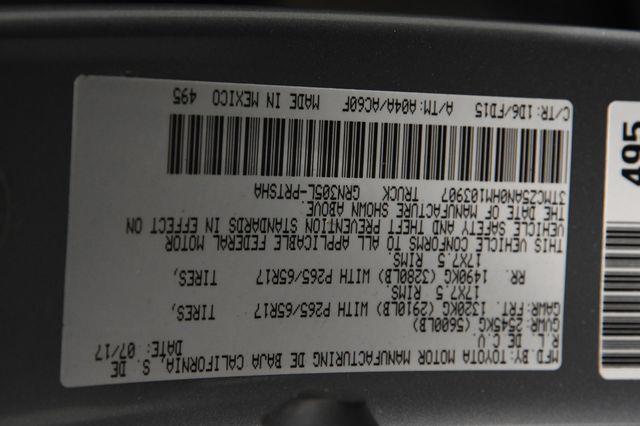 MFD.BY:TOYOTA MOTOR MANUFACTURING DE BAJA CALIFORNIA, S. DE
R.L. DE C.V. DATE: 07/17
GVWR: 2545KG (5600LB)
GAWR: FRT. 1320KG (2910LB) WITH P265/65R17 TIRES,
17X7.5 RIMS.
RR. 1490KG (3280LB) WITH P265/65R17 TIRES,
17X7.5 RIMS.
THIS VEHICLE CONFORMS TO ALL APPLICABLE FEDERAL MOTOR
VEHICLE SAFETY AND THEFT PREVENTION STANDARDS IN EFFECT ON
THE DATE OF MANUFACTURE SHOWN ABOVE.
3TMCZ5AN0HM103907 TRUCK GRN305L-PRTSHA
C/TR: 1D6/FD15 A/TM: A04A/AC60F MADE IN MEXICO 495
495